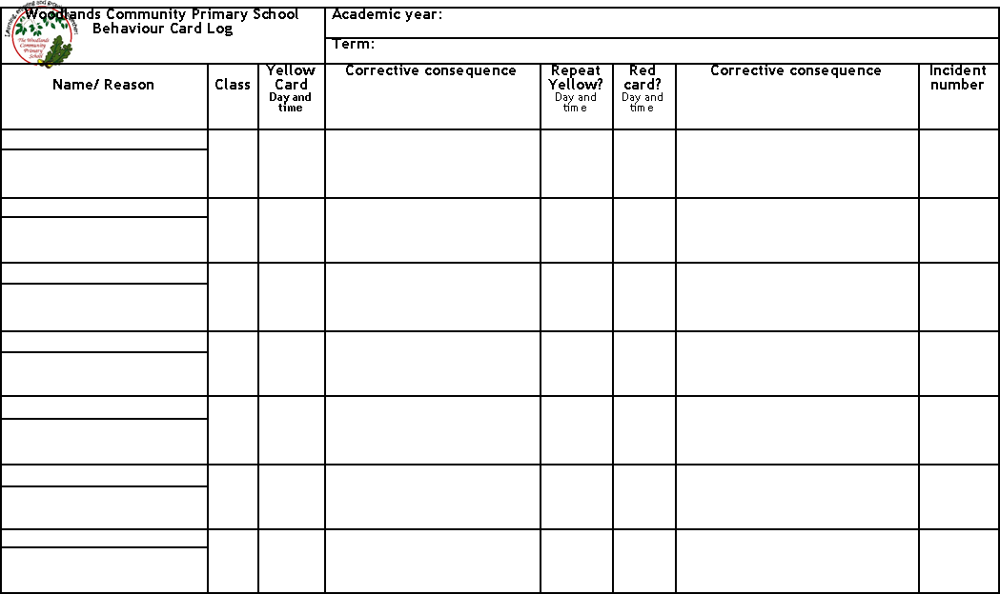 Woodlands Community Primary School
Behaviour Card Log
The Woodlands
Community
Primary
School
Academic year:
Term:
Name/ Reason
Class
Yellow
Card
Day and
time
Corrective consequence
Repeat
Yellow?
Day and
time
Red
card?
Day and
time
Corrective consequence
Incident
number